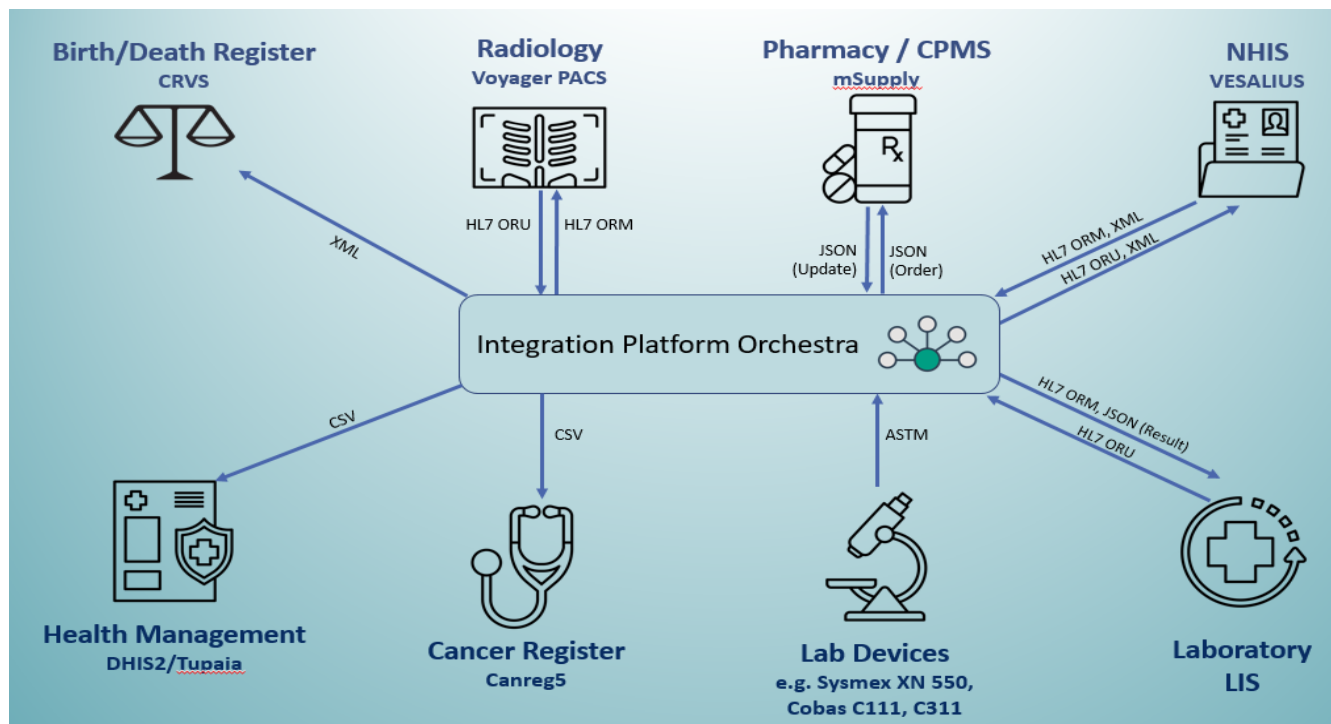 Birth/Death Register
CRVS
Radiology
Voyager PACS
Pharmacy / CPMS
mSupply
NHIS
VESALIUS
Rx
XML
HL7 ORU
HL7 ORM
JSON
(Update)
JSON
(Order)
HL7 ORM, XML
HL7 ORU, XML
Integration Platform Orchestra
CSV
CSV
ASTM
HL7 ORM, JSON (Result)
HL7 ORU
Health Management
DHIS2/Tupaia
Cancer Register
Canreg5
Lab Devices
e.g. Sysmex XN 550,
Cobas C111, C311
Laboratory
LIS